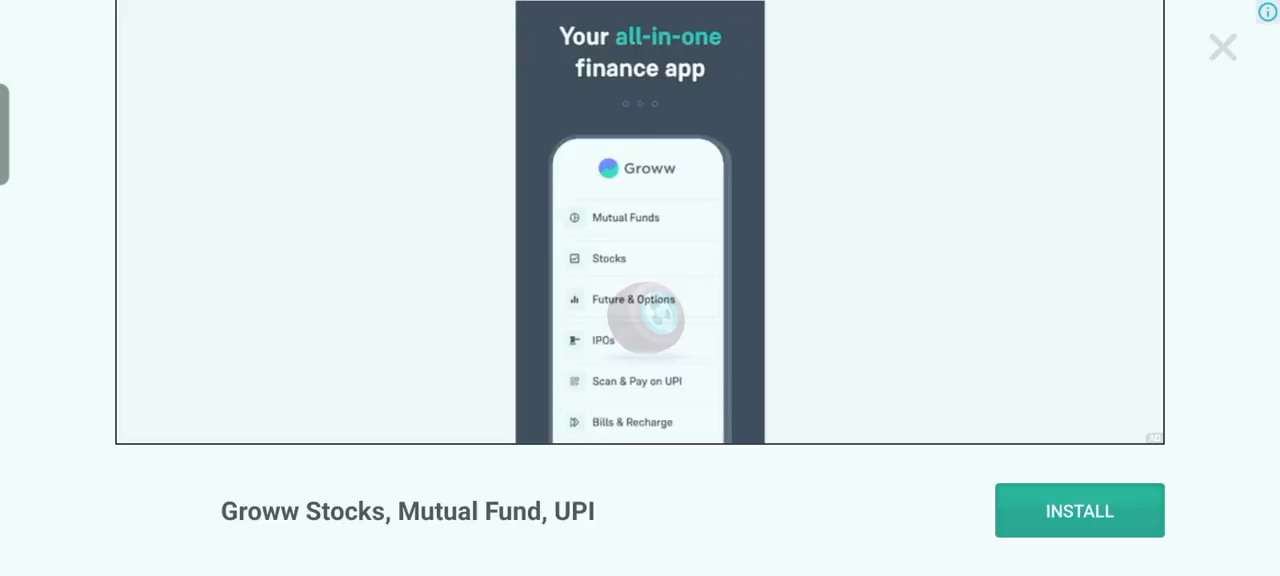 Your all-in-one
finance app
Groww
Mutual Funds
Stocks
Future & Options
IPOs
Scan & Pay on UPI
Bills & Recharge
AD
Groww Stocks, Mutual Fund, UPI
INSTALL